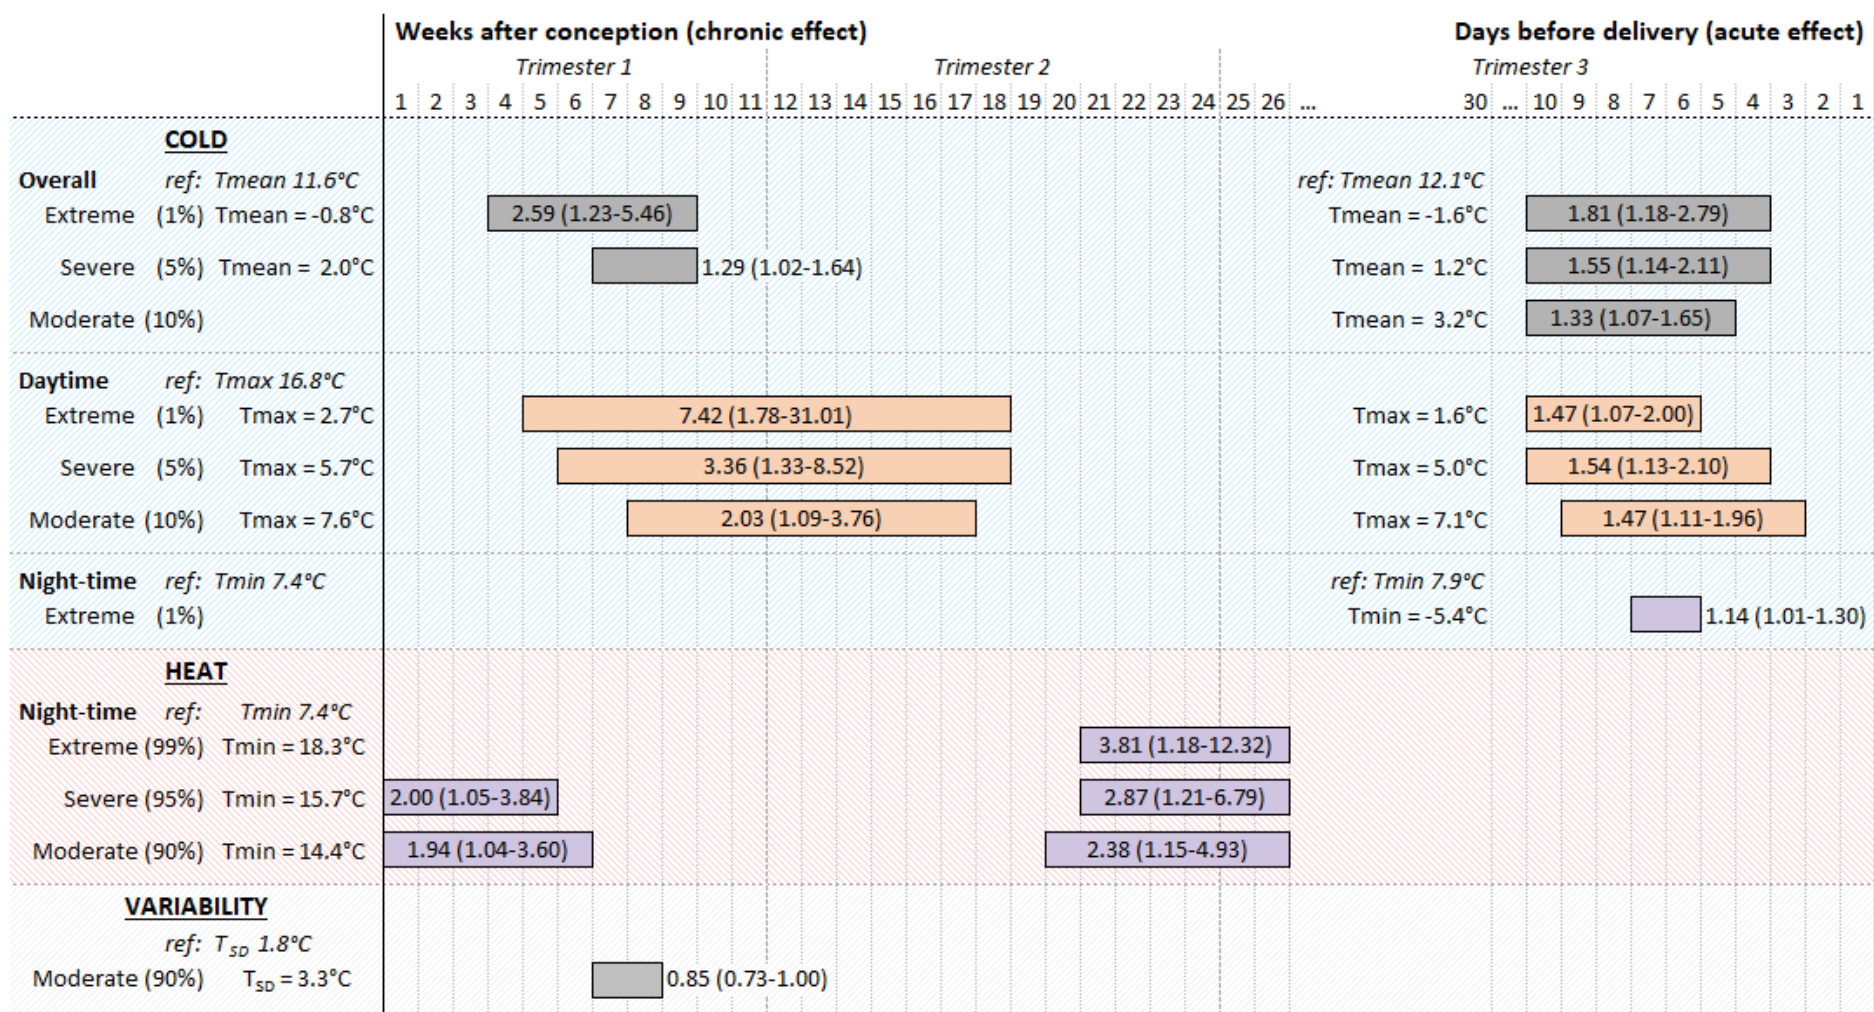 Weeks after conception (chronic effect) Days before delivery (acute effect)
Trimester 1 Trimester 2 Trimester 3
1 2 3 4 5 6 7 8 9 10 11 12 13 14 15 16 17 18 19 20 21 22 23 24 25 26 ... 30 ... 10 9 8 7 6 5 4 3 2 1
COLD
Overall ref: Tmean 11.6°C ref: Tmean 12.1°C
Extreme (1%) Tmean = -0.8°C 2.59 (1.23-5.46) Tmean = -1.6°C 1.81 (1.18-2.79)
Severe (5%) Tmean = 2.0°C 1.29 (1.02-1.64) Tmean = 1.2°C 1.55 (1.14-2.11)
Moderate (10%) Tmean = 3.2°C 1.33 (1.07-1.65)
Daytime ref: Tmax 16.8°C
Extreme (1%) Tmax = 2.7°C 7.42 (1.78-31.01) Tmax = 1.6°C 1.47 (1.07-2.00)
Severe (5%) Tmax = 5.7°C 3.36 (1.33-8.52) Tmax = 5.0°C 1.54 (1.13-2.10)
Moderate (10%) Tmax = 7.6°C 2.03 (1.09-3.76) Tmax = 7.1°C 1.47 (1.11-1.96)
Night-time ref: Tmin 7.4°C ref: Tmin 7.9°C
Extreme (1%) Tmin = -5.4°C 1.14 (1.01-1.30)
HEAT
Night-time ref: Tmin 7.4°C
Extreme (99%) Tmin = 18.3°C 3.81 (1.18-12.32)
Severe (95%) Tmin = 15.7°C 2.00 (1.05-3.84) 2.87 (1.21-6.79)
Moderate (90%) Tmin = 14.4°C 1.94 (1.04-3.60) 2.38 (1.15-4.93)
VARIABILITY
ref: T_SD 1.8°C
Moderate (90%) T_SD = 3.3°C 0.85 (0.73-1.00)